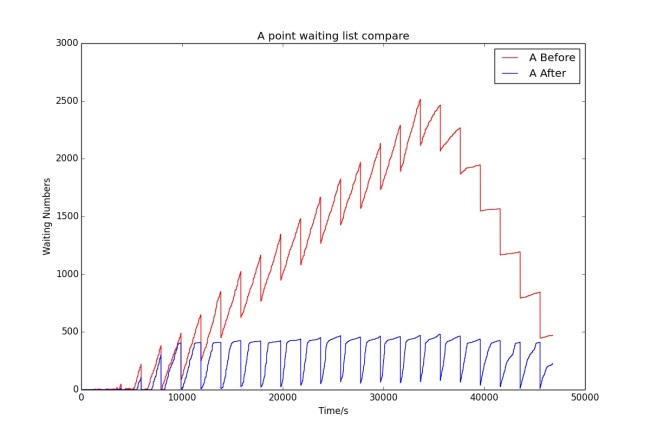 A point waiting list compare
3000
2500
2000
1500
1000
500
0
Waiting Numbers
A Before
A After
0 10000 20000 30000 40000 50000
Time/s